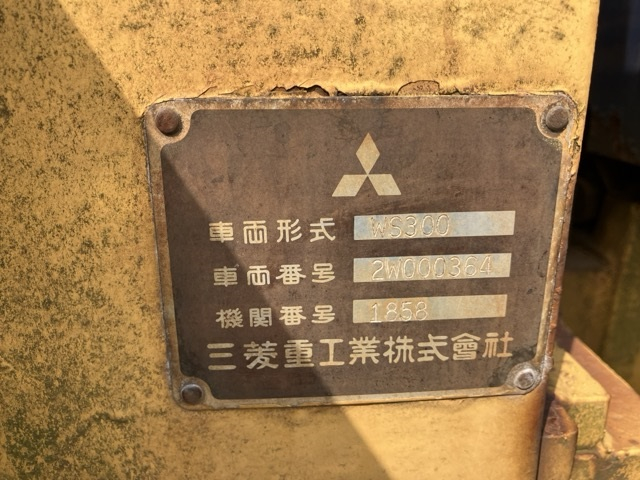 車両形式 WS300
車両番号 2W000364
機関番号 1858
三菱重工業株式會社